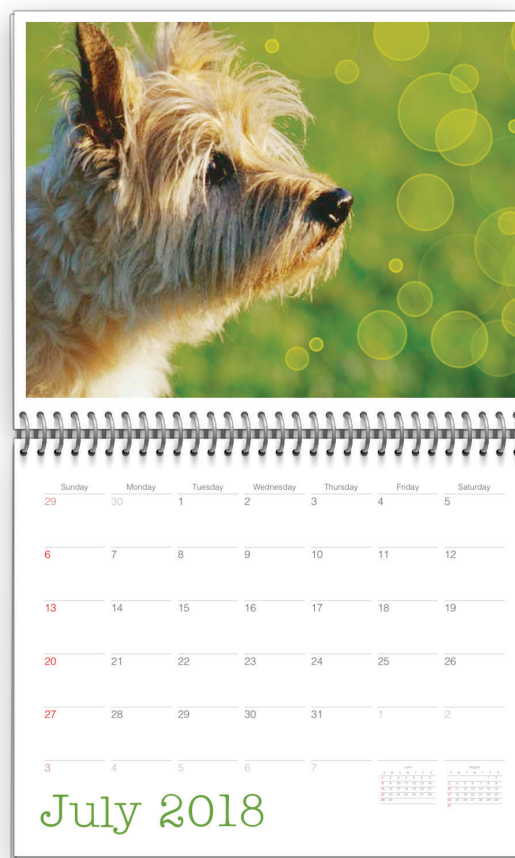 Sunday Monday Tuesday Wednesday Thursday Friday Saturday
29 30 1 2 3 4 5
6 7 8 9 10 11 12
13 14 15 16 17 18 19
20 21 22 23 24 25 26
27 28 29 30 31 1 2
3 4 5 6 7
June August
July 2018